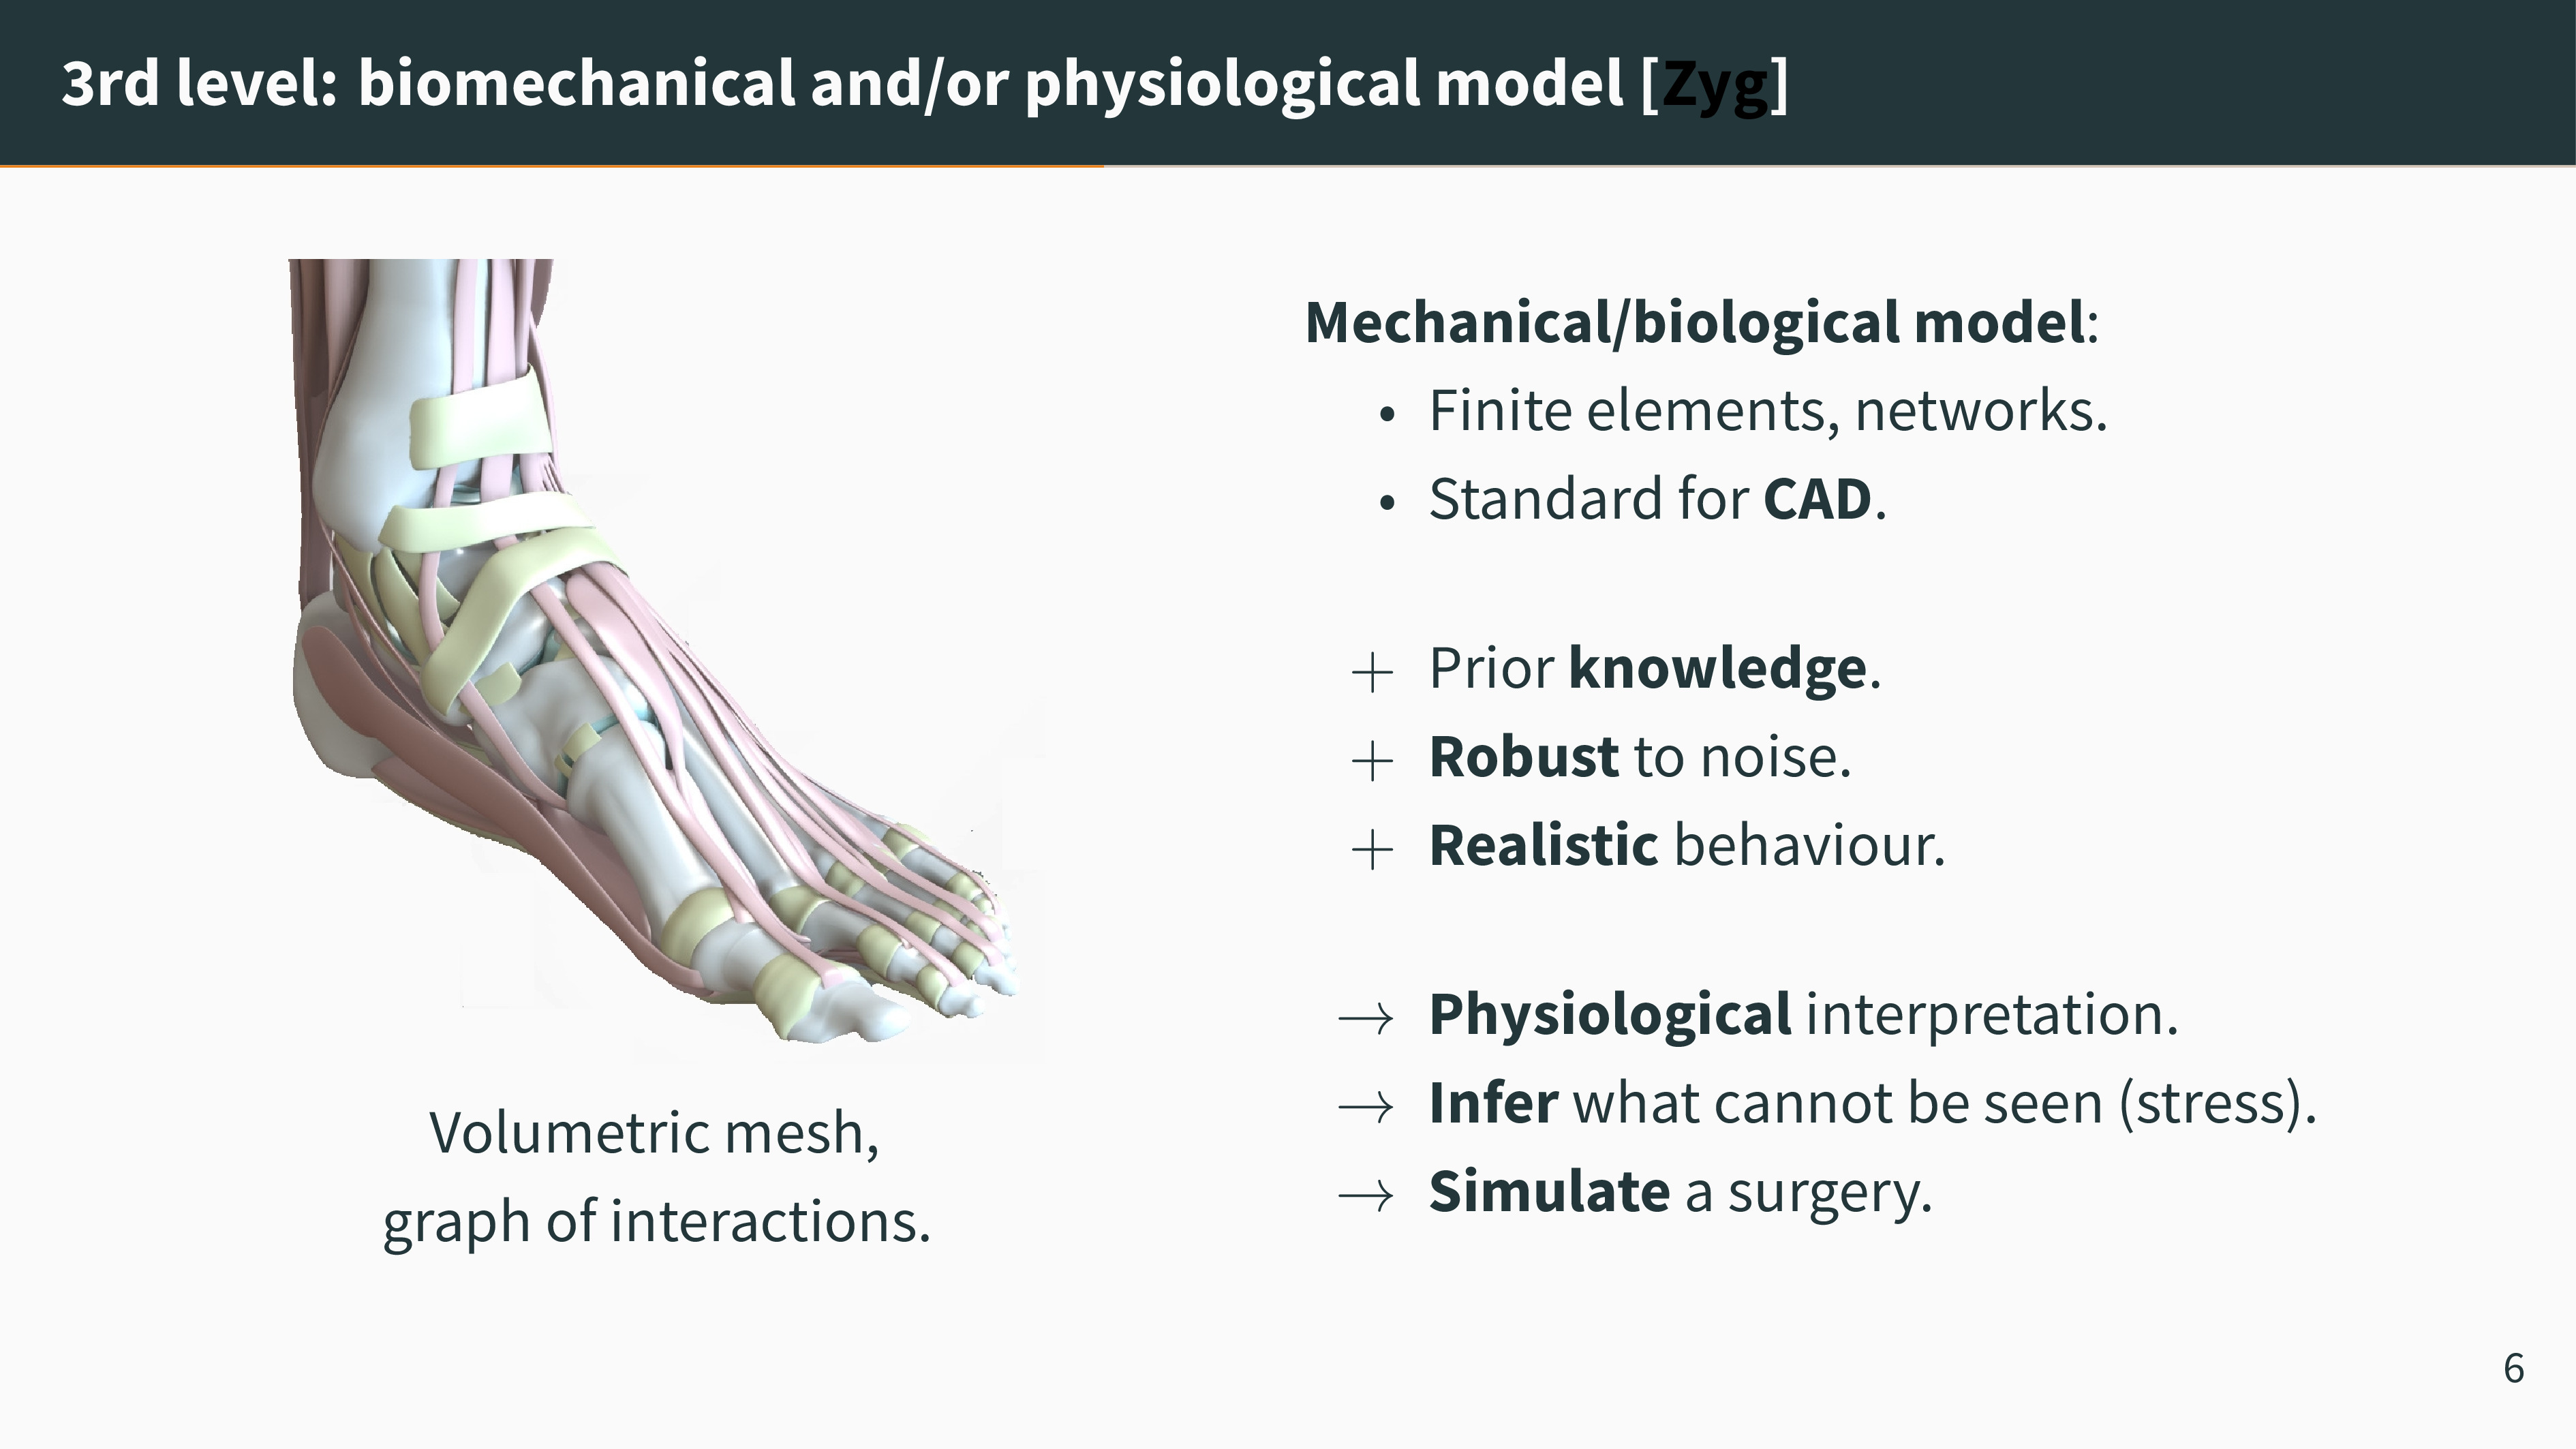 3rd level: biomechanical and/or physiological model [Zyg]
Volumetric mesh,
graph of interactions.
Mechanical/biological model:
• Finite elements, networks.
• Standard for CAD.
+ Prior knowledge.
+ Robust to noise.
+ Realistic behaviour.
→ Physiological interpretation.
→ Infer what cannot be seen (stress).
→ Simulate a surgery.
6